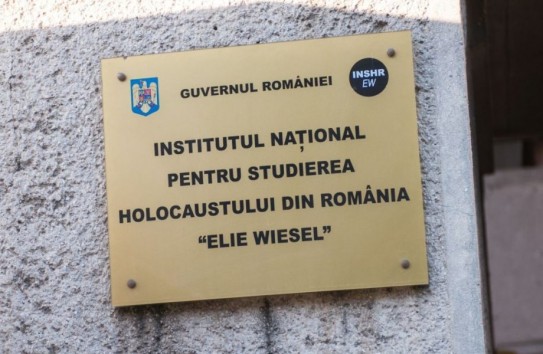 GUVERNUL ROMÂNIEI
INSHR
EW
INSTITUTUL NAȚIONAL
PENTRU STUDIEREA
HOLOCAUSTULUI DIN ROMÂNIA
“ELIE WIESEL”